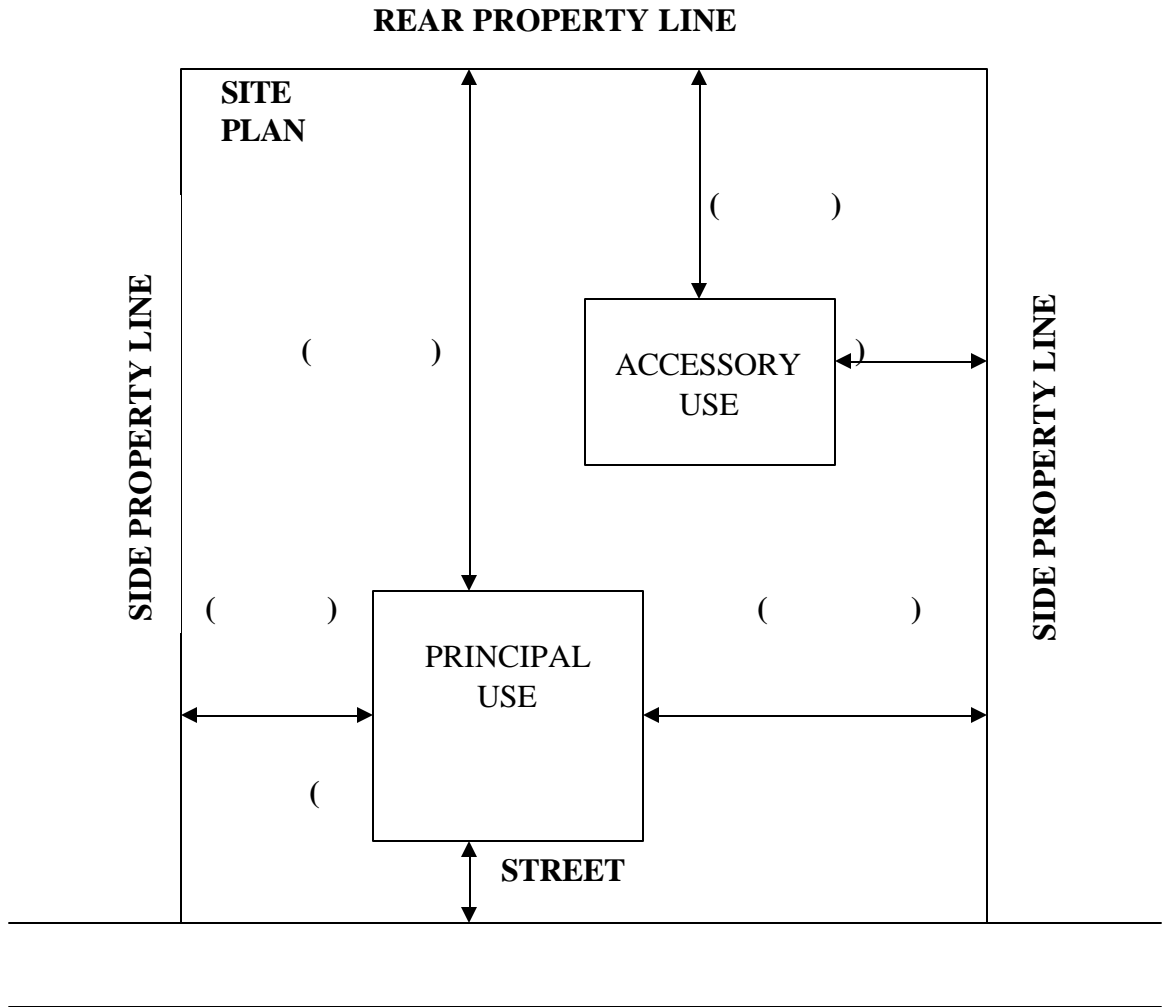 REAR PROPERTY LINE
SITE
PLAN
( )
SIDE PROPERTY LINE
SIDE PROPERTY LINE
( )
ACCESSORY
USE
)
( )
( )
PRINCIPAL
USE
(
STREET